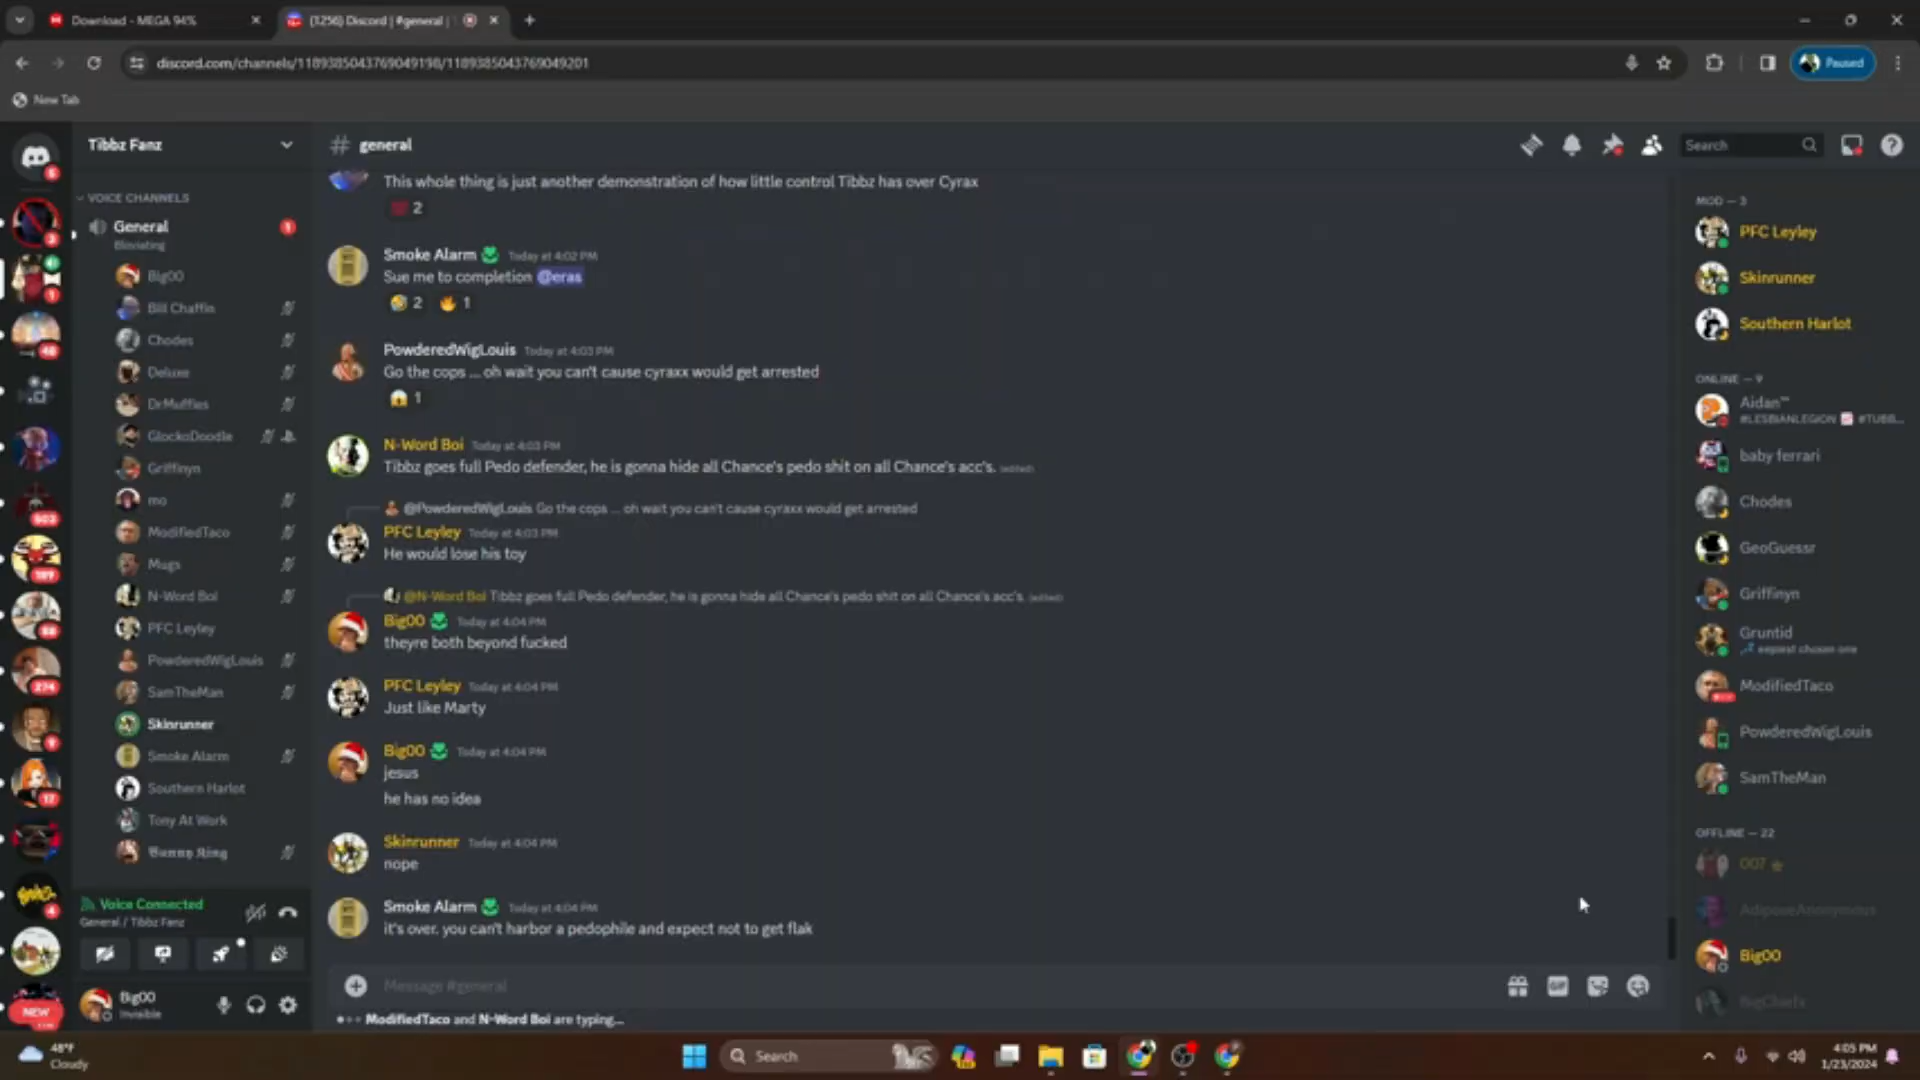 Download - MEGA 94%
(1256) Discord | #general |
discord.com/channels/1189385043769049198/1189385043769049201
Paused
New Tab
Tibbz Fanz
VOICE CHANNELS
General
1
Bloviating
Big00
Bill Chaffin
Chodes
Deluxe
DrMuffies
GlockoDoodle
Griffinyn
mo
ModifiedTaco
Mugs
N-Word Boi
PFC Leyley
PowderedWigLouis
SamTheMan
Skinrunner
Smoke Alarm
Southern Harlot
Tony At Work
Bunny Ring
Voice Connected
General / Tibbz Fanz
Big00
Invisible
NEW
# general
Search
This whole thing is just another demonstration of how little control Tibbz has over Cyrax
2
Smoke Alarm Today at 4:02 PM
Sue me to completion @eras
2 1
PowderedWigLouis Today at 4:03 PM
Go the cops ... oh wait you can't cause cyraxx would get arrested
1
N-Word Boi Today at 4:03 PM
Tibbz goes full Pedo defender, he is gonna hide all Chance's pedo shit on all Chance's acc's. (edited)
@PowderedWigLouis Go the cops ... oh wait you can't cause cyraxx would get arrested
PFC Leyley Today at 4:03 PM
He would lose his toy
@N-Word Boi Tibbz goes full Pedo defender, he is gonna hide all Chance's pedo shit on all Chance's acc's. (edited)
Big00 Today at 4:04 PM
theyre both beyond fucked
PFC Leyley Today at 4:04 PM
Just like Marty
Big00 Today at 4:04 PM
jesus
he has no idea
Skinrunner Today at 4:04 PM
nope
Smoke Alarm Today at 4:04 PM
it's over. you can't harbor a pedophile and expect not to get flak
Message #general
GIF
ModifiedTaco and N-Word Boi are typing...
MOD — 3
PFC Leyley
Skinrunner
Southern Harlot
ONLINE — 9
Aidan™
#LESBIANLEGION #TUBB...
baby ferrari
Chodes
GeoGuessr
Griffinyn
Gruntid
eepiest chosen one
ModifiedTaco
PowderedWigLouis
SamTheMan
OFFLINE — 22
007
AdiposeAnonymous
Big00
BigChiefx
48°F
Cloudy
Search
4:05 PM
1/23/2024